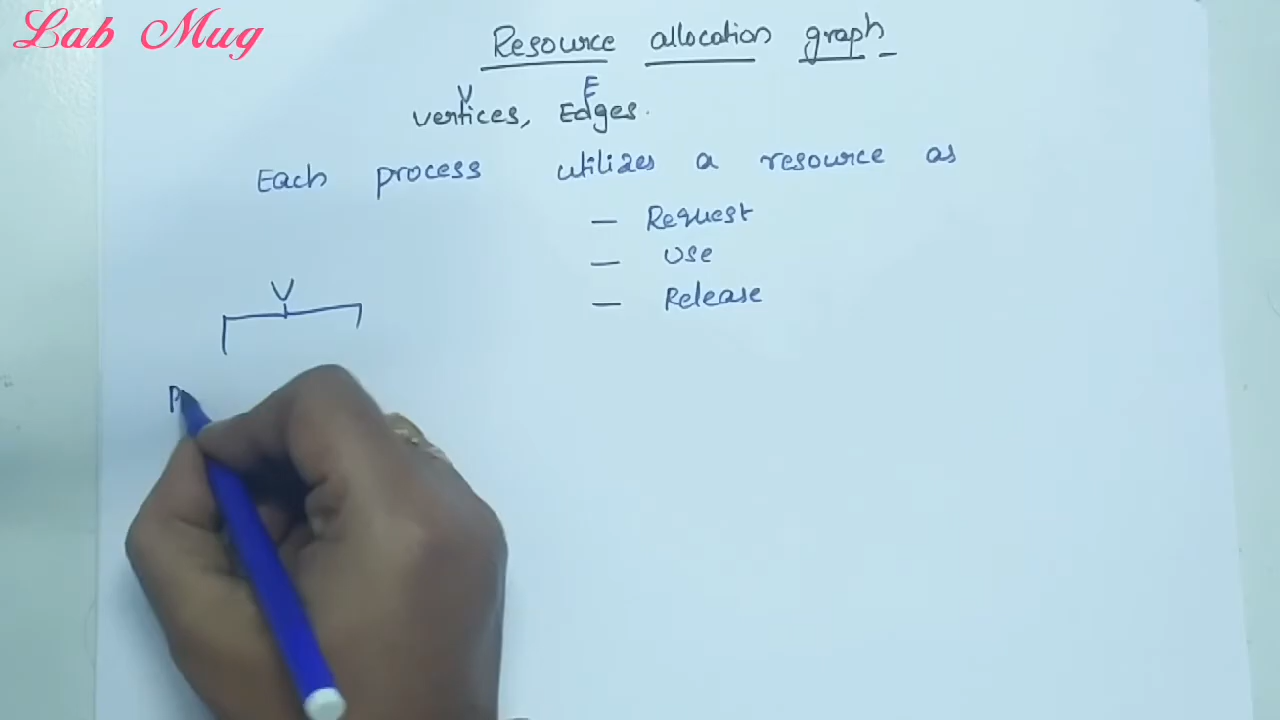 Lab Mug
Resource allocation graph
V E
vertices, Edges.
Each process utilizes a resource as
— Request
— Use
— Release
V
P